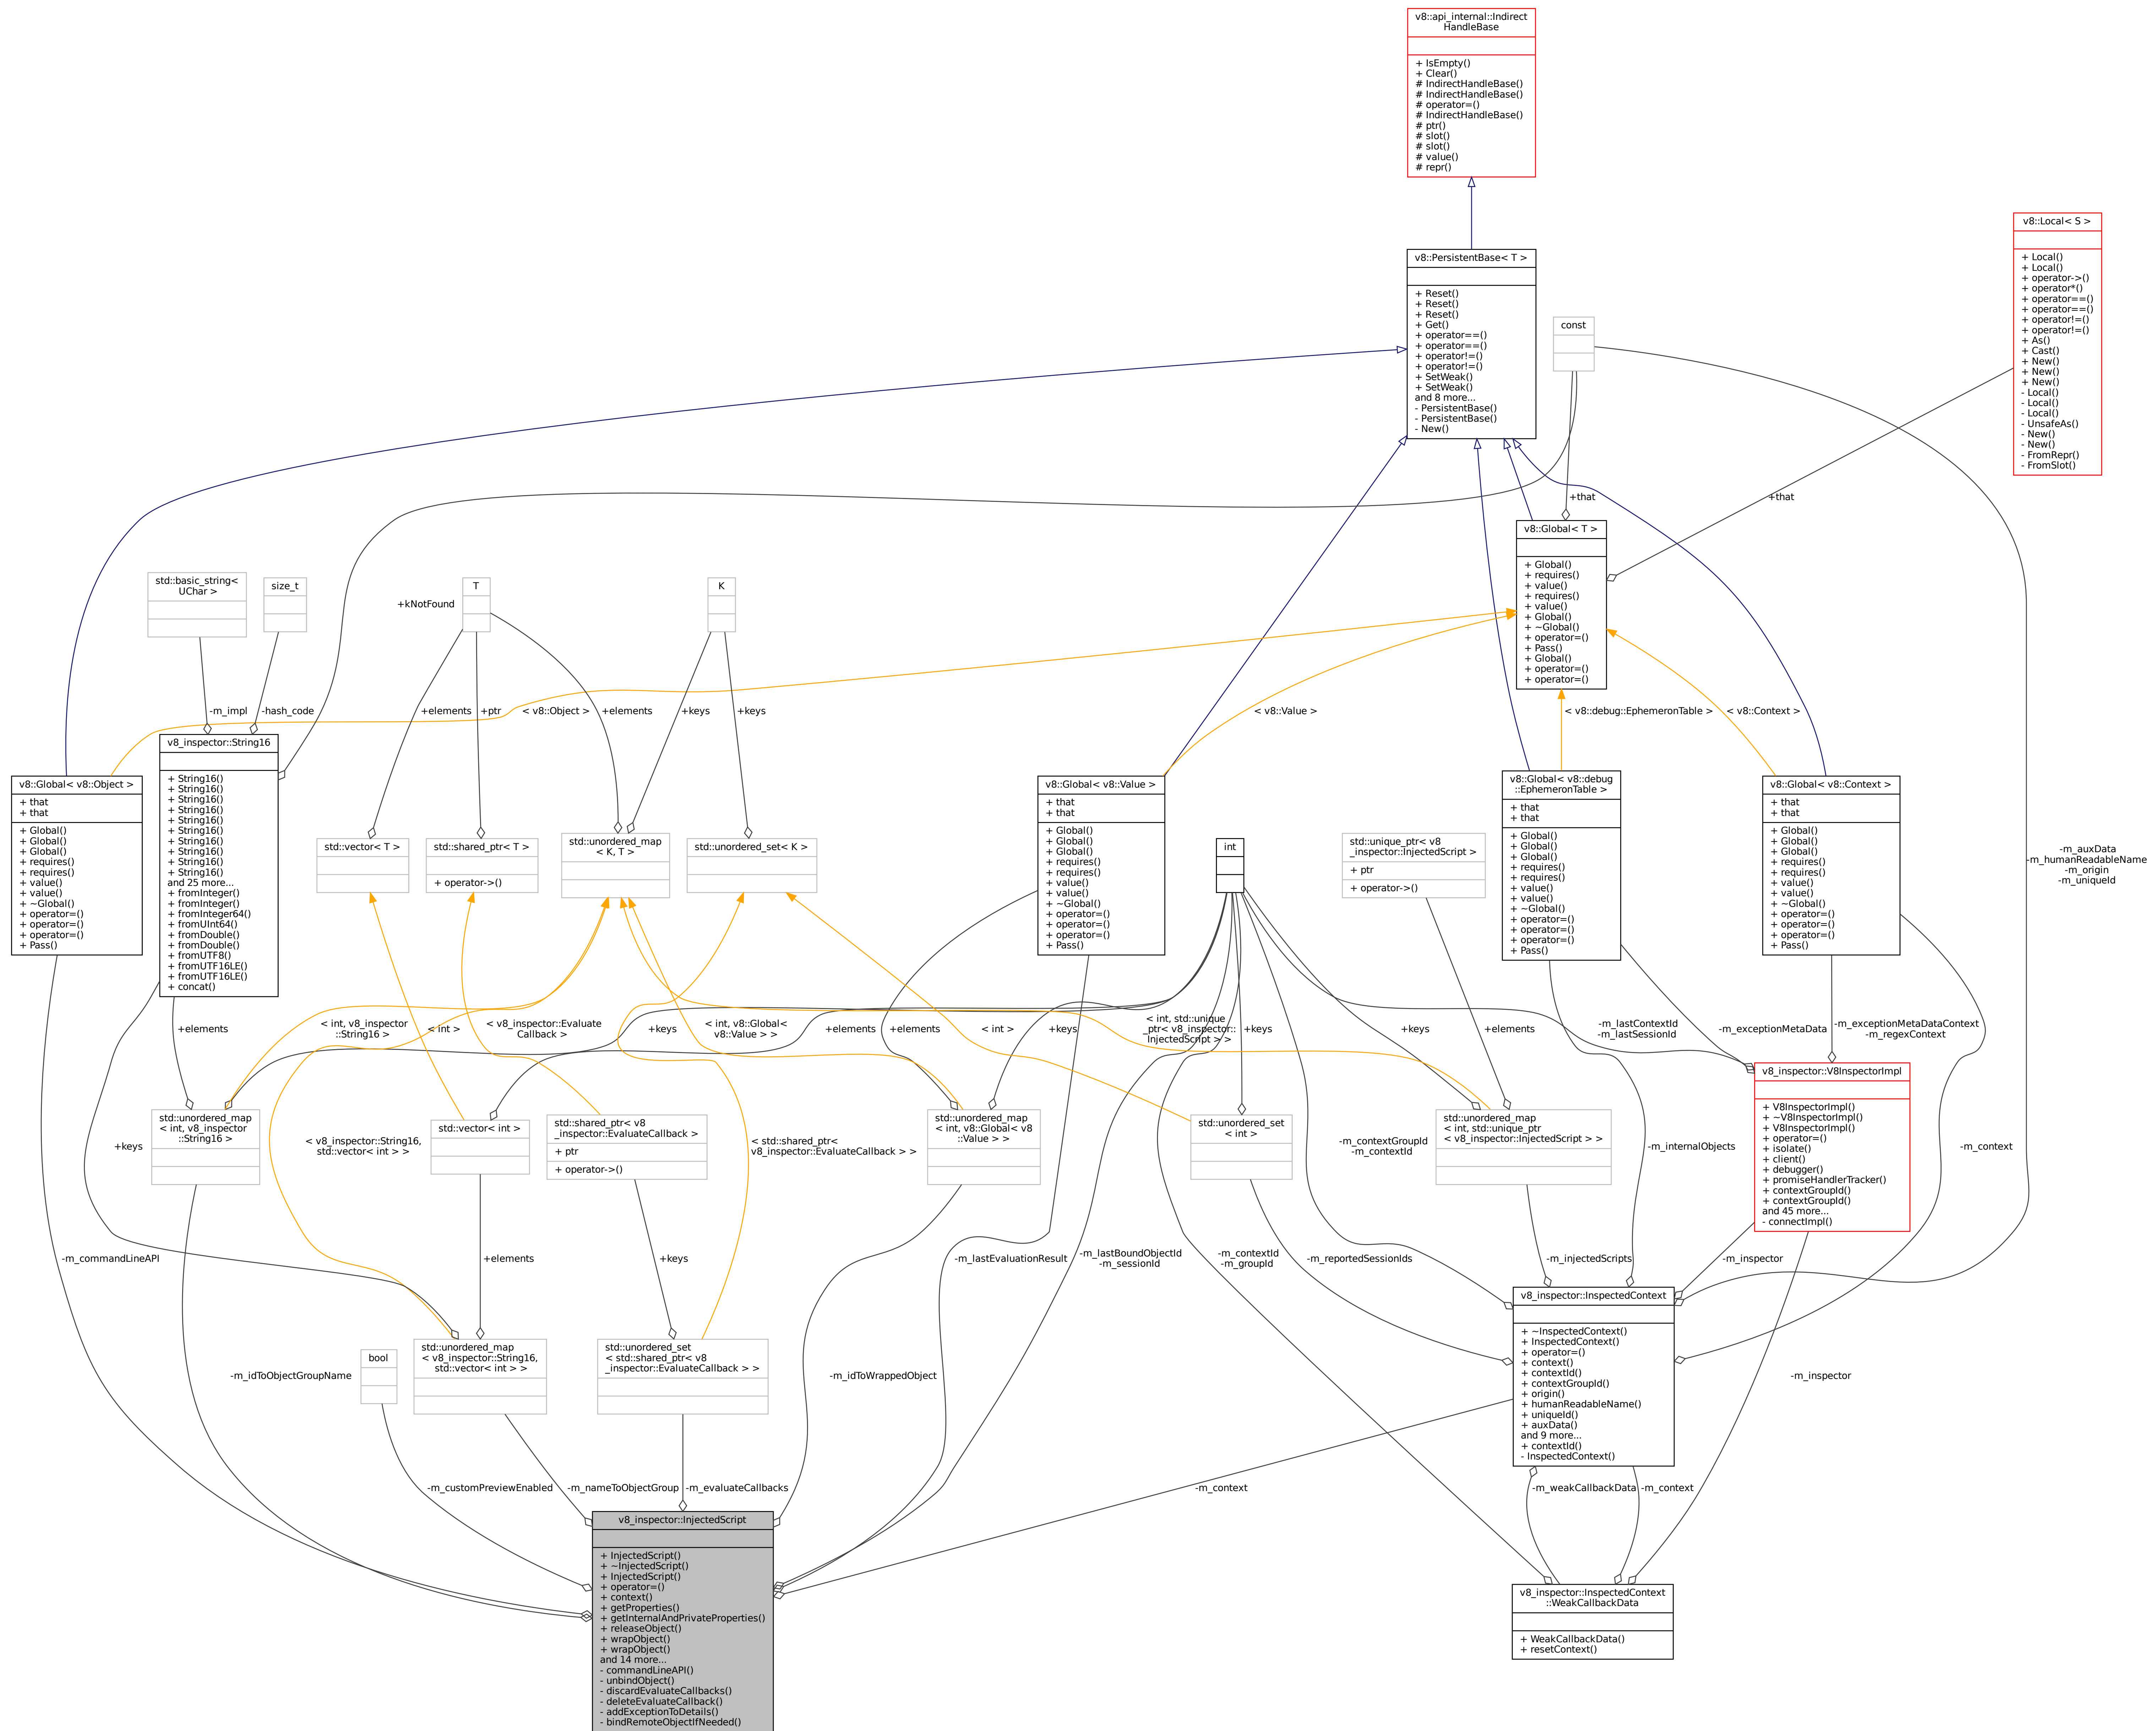 v8::api_internal::Indirect
HandleBase
+ IsEmpty()
+ Clear()
# IndirectHandleBase()
# IndirectHandleBase()
# operator=()
# IndirectHandleBase()
# ptr()
# slot()
# slot()
# value()
# repr()
v8::Local< S >
+ Local()
+ Local()
+ operator->()
+ operator*()
+ operator==()
+ operator==()
+ operator!=()
+ operator!=()
+ As()
+ Cast()
+ New()
+ New()
+ New()
- Local()
- Local()
- Local()
- UnsafeAs()
- New()
- New()
- FromRepr()
- FromSlot()
v8::PersistentBase< T >
+ Reset()
+ Reset()
+ Reset()
+ Get()
+ operator==()
+ operator==()
+ operator!=()
+ operator!=()
+ SetWeak()
+ SetWeak()
and 8 more...
- PersistentBase()
- PersistentBase()
- New()
const
+that
+that
v8::Global< T >
+ Global()
+ requires()
+ value()
+ requires()
+ value()
+ Global()
+ ~Global()
+ operator=()
+ Pass()
+ Global()
+ operator=()
+ operator=()
std::basic_string<
UChar >
size_t
+kNotFound
T
K
-m_impl
-hash_code
+elements
+ptr
< v8::Object >
+elements
+keys
+keys
< v8::Value >
< v8::debug::EphemeronTable >
< v8::Context >
v8::Global< v8::Object >
+ that
+ that
+ Global()
+ Global()
+ Global()
+ requires()
+ requires()
+ value()
+ value()
+ ~Global()
+ operator=()
+ operator=()
+ operator=()
+ Pass()
v8_inspector::String16
+ String16()
+ String16()
+ String16()
+ String16()
+ String16()
+ String16()
+ String16()
+ String16()
+ String16()
+ String16()
and 25 more...
+ fromInteger()
+ fromInteger()
+ fromInteger64()
+ fromUInt64()
+ fromDouble()
+ fromDouble()
+ fromUTF8()
+ fromUTF16LE()
+ fromUTF16LE()
+ concat()
std::vector< T >
std::shared_ptr< T >
+ operator->()
std::unordered_map
< K, T >
std::unordered_set< K >
v8::Global< v8::Value >
+ that
+ that
+ Global()
+ Global()
+ Global()
+ requires()
+ requires()
+ value()
+ value()
+ ~Global()
+ operator=()
+ operator=()
+ operator=()
+ Pass()
int
std::unique_ptr< v8
_inspector::InjectedScript >
+ ptr
+ operator->()
v8::Global< v8::debug
::EphemeronTable >
+ that
+ that
+ Global()
+ Global()
+ Global()
+ requires()
+ requires()
+ value()
+ value()
+ ~Global()
+ operator=()
+ operator=()
+ operator=()
+ Pass()
v8::Global< v8::Context >
+ that
+ that
+ Global()
+ Global()
+ Global()
+ requires()
+ requires()
+ value()
+ value()
+ ~Global()
+ operator=()
+ operator=()
+ operator=()
+ Pass()
-m_auxData
-m_humanReadableName
-m_origin
-m_uniqueId
+elements
< int, v8_inspector
::String16 >
< int >
< v8_inspector::Evaluate
Callback >
+keys
< int, v8::Global<
v8::Value > >
+elements
+elements
+keys
< int >
< int, std::unique
_ptr< v8_inspector::
InjectedScript > >
+keys
+keys
+elements
-m_lastContextId
-m_lastSessionId
-m_exceptionMetaData
-m_exceptionMetaDataContext
-m_regexContext
+keys
std::unordered_map
< int, v8_inspector
::String16 >
< v8_inspector::String16,
std::vector< int > >
std::vector< int >
std::shared_ptr< v8
_inspector::EvaluateCallback >
+ ptr
+ operator->()
< std::shared_ptr<
v8_inspector::EvaluateCallback > >
std::unordered_map
< int, v8::Global< v8
::Value > >
std::unordered_set
< int >
-m_contextGroupId
-m_contextId
std::unordered_map
< int, std::unique_ptr
< v8_inspector::InjectedScript > >
-m_internalObjects
v8_inspector::V8InspectorImpl
+ V8InspectorImpl()
+ ~V8InspectorImpl()
+ V8InspectorImpl()
+ operator=()
+ isolate()
+ client()
+ debugger()
+ promiseHandlerTracker()
+ contextGroupId()
+ contextGroupId()
and 45 more...
- connectImpl()
-m_context
-m_commandLineAPI
+elements
+keys
-m_lastEvaluationResult
-m_lastBoundObjectId
-m_sessionId
-m_contextId
-m_groupId
-m_reportedSessionIds
-m_injectedScripts
-m_inspector
-m_idToObjectGroupName
bool
std::unordered_map
< v8_inspector::String16,
std::vector< int > >
std::unordered_set
< std::shared_ptr< v8
_inspector::EvaluateCallback > >
-m_idToWrappedObject
v8_inspector::InspectedContext
+ ~InspectedContext()
+ InspectedContext()
+ operator=()
+ context()
+ contextId()
+ contextGroupId()
+ origin()
+ humanReadableName()
+ uniqueId()
+ auxData()
and 9 more...
+ contextId()
- InspectedContext()
-m_inspector
-m_customPreviewEnabled
-m_nameToObjectGroup
-m_evaluateCallbacks
-m_context
-m_weakCallbackData
-m_context
v8_inspector::InjectedScript
+ InjectedScript()
+ ~InjectedScript()
+ InjectedScript()
+ operator=()
+ context()
+ getProperties()
+ getInternalAndPrivateProperties()
+ releaseObject()
+ wrapObject()
+ wrapObject()
and 14 more...
- commandLineAPI()
- unbindObject()
- discardEvaluateCallbacks()
- deleteEvaluateCallback()
- addExceptionToDetails()
- bindRemoteObjectIfNeeded()
v8_inspector::InspectedContext
::WeakCallbackData
+ WeakCallbackData()
+ resetContext()